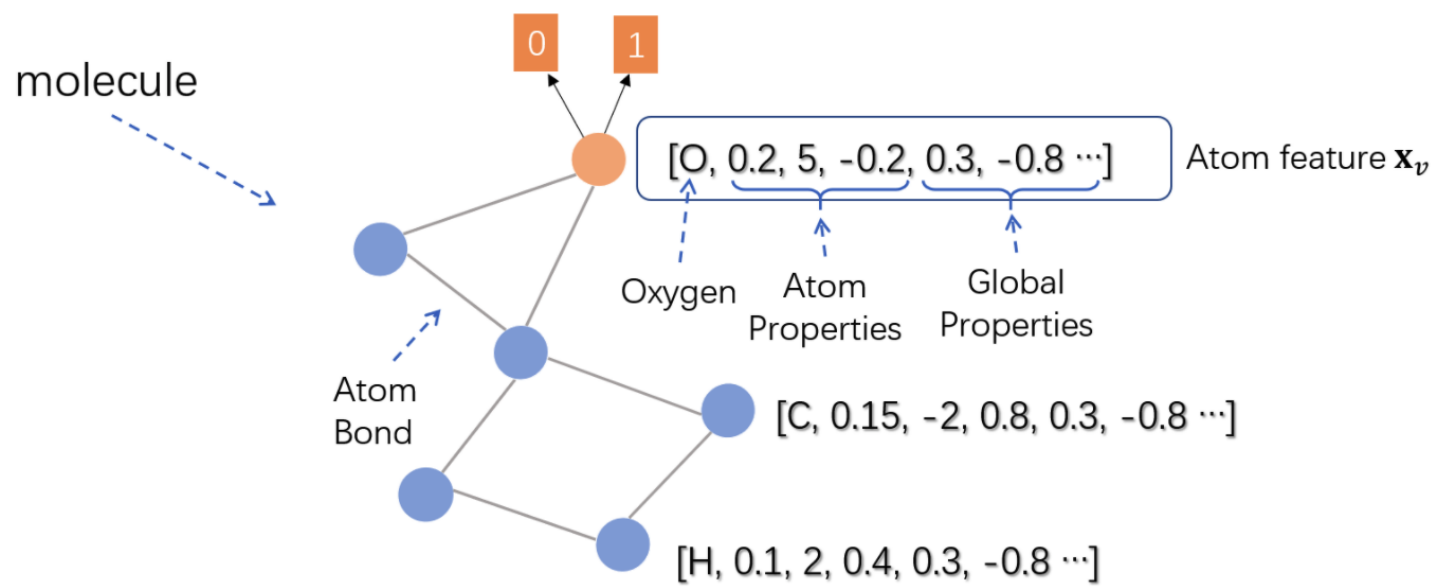 0 1
molecule
[O, 0.2, 5, -0.2, 0.3, -0.8 ···]
Atom feature 𝐱𝒗
Oxygen
Atom
Properties
Global
Properties
Atom
Bond
[C, 0.15, -2, 0.8, 0.3, -0.8 ···]
[H, 0.1, 2, 0.4, 0.3, -0.8 ···]